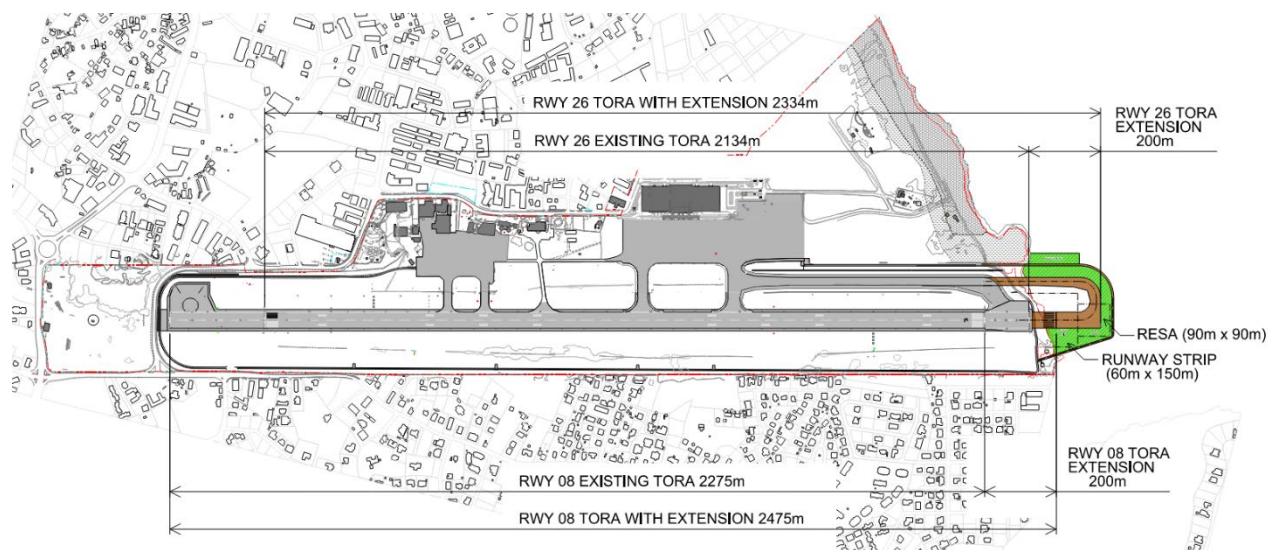 RWY 26 TORA WITH EXTENSION 2334m
RWY 26 TORA
EXTENSION
200m
RWY 26 EXISTING TORA 2134m
RESA (90m x 90m)
RUNWAY STRIP
(60m x 150m)
RWY 08 TORA
EXTENSION
200m
RWY 08 EXISTING TORA 2275m
RWY 08 TORA WITH EXTENSION 2475m